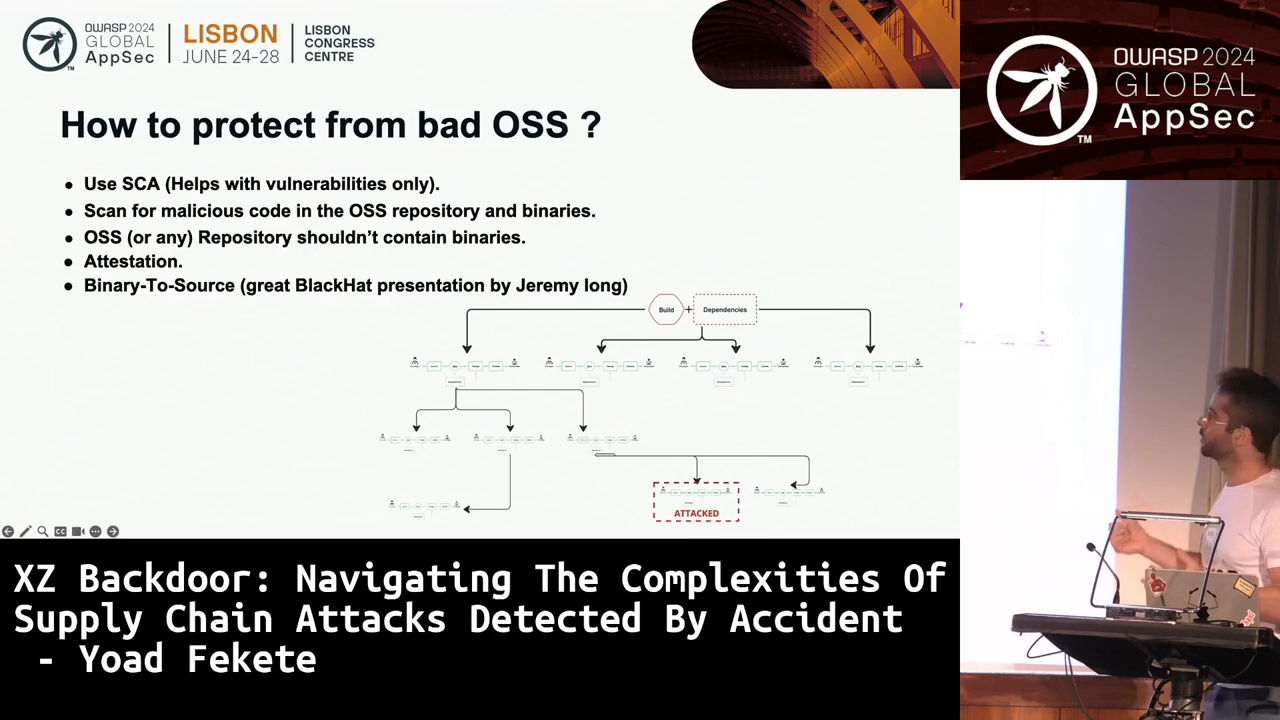 OWASP 2024
GLOBAL
AppSec
LISBON
JUNE 24-28
LISBON
CONGRESS
CENTRE
OWASP 2024
GLOBAL
AppSec
TM
How to protect from bad OSS ?
● Use SCA (Helps with vulnerabilities only).
● Scan for malicious code in the OSS repository and binaries.
● OSS (or any) Repository shouldn’t contain binaries.
● Attestation.
● Binary-To-Source (great BlackHat presentation by Jeremy long)
Build + Dependencies
ATTACKED
XZ Backdoor: Navigating The Complexities Of
Supply Chain Attacks Detected By Accident
- Yoad Fekete